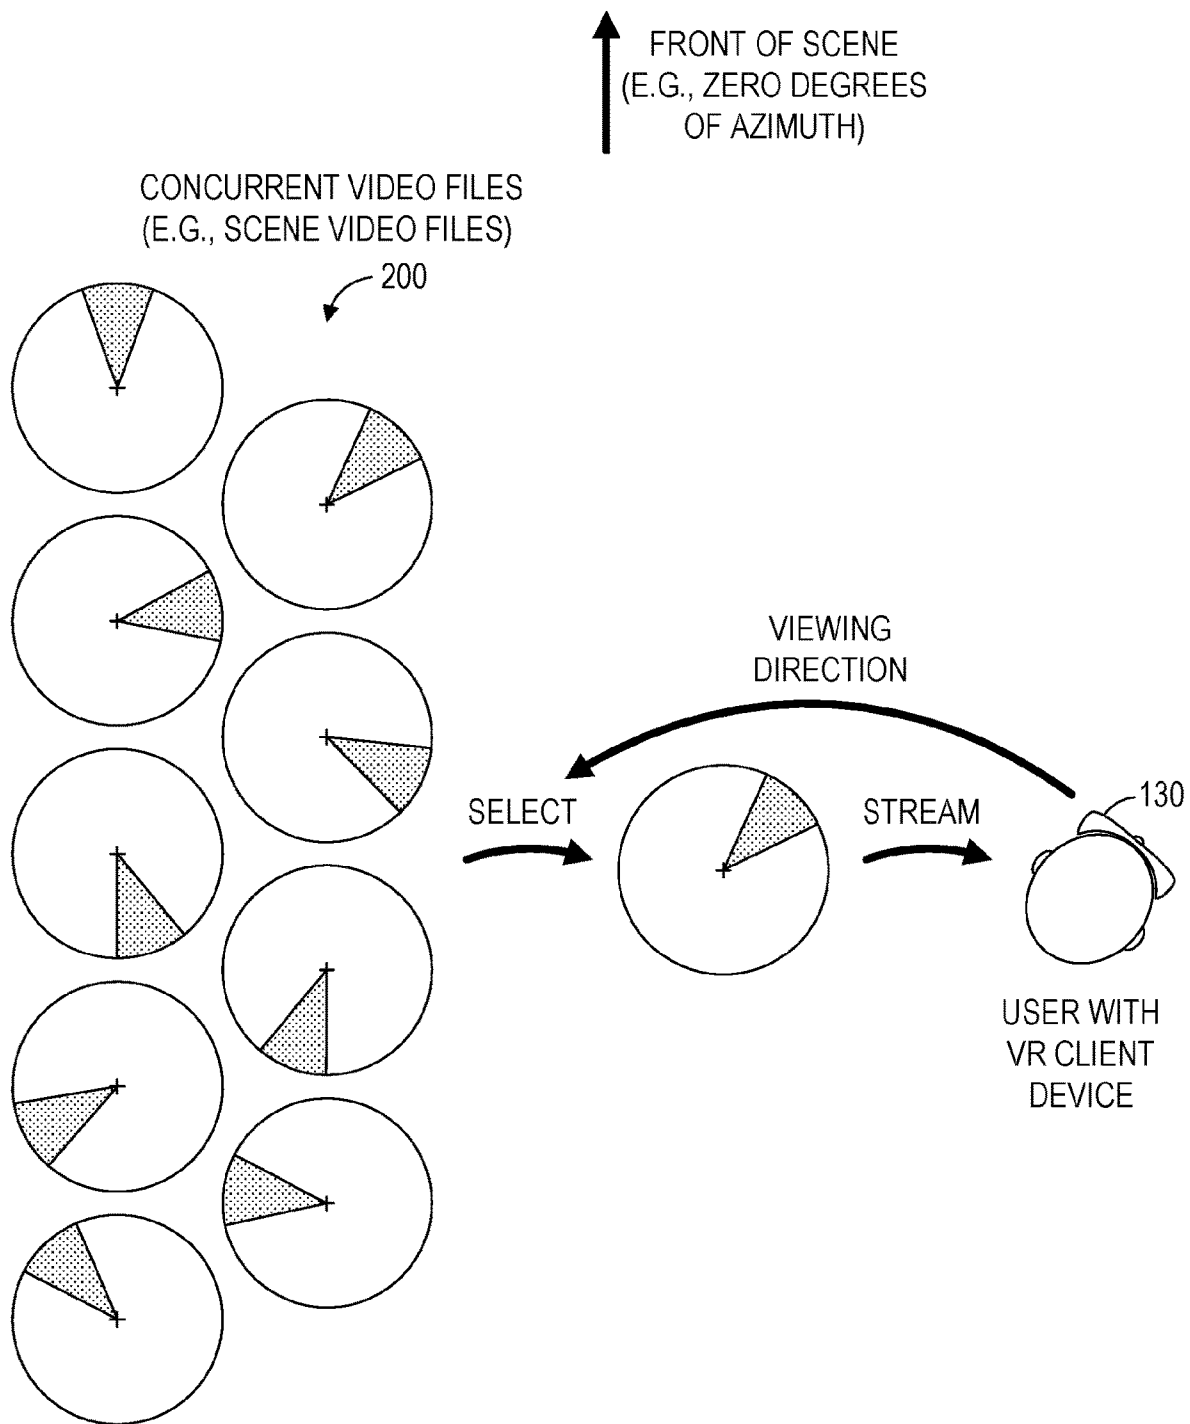 FRONT OF SCENE
(E.G., ZERO DEGREES
OF AZIMUTH)
CONCURRENT VIDEO FILES
(E.G., SCENE VIDEO FILES)
200
VIEWING
DIRECTION
SELECT
STREAM
130
USER WITH
VR CLIENT
DEVICE